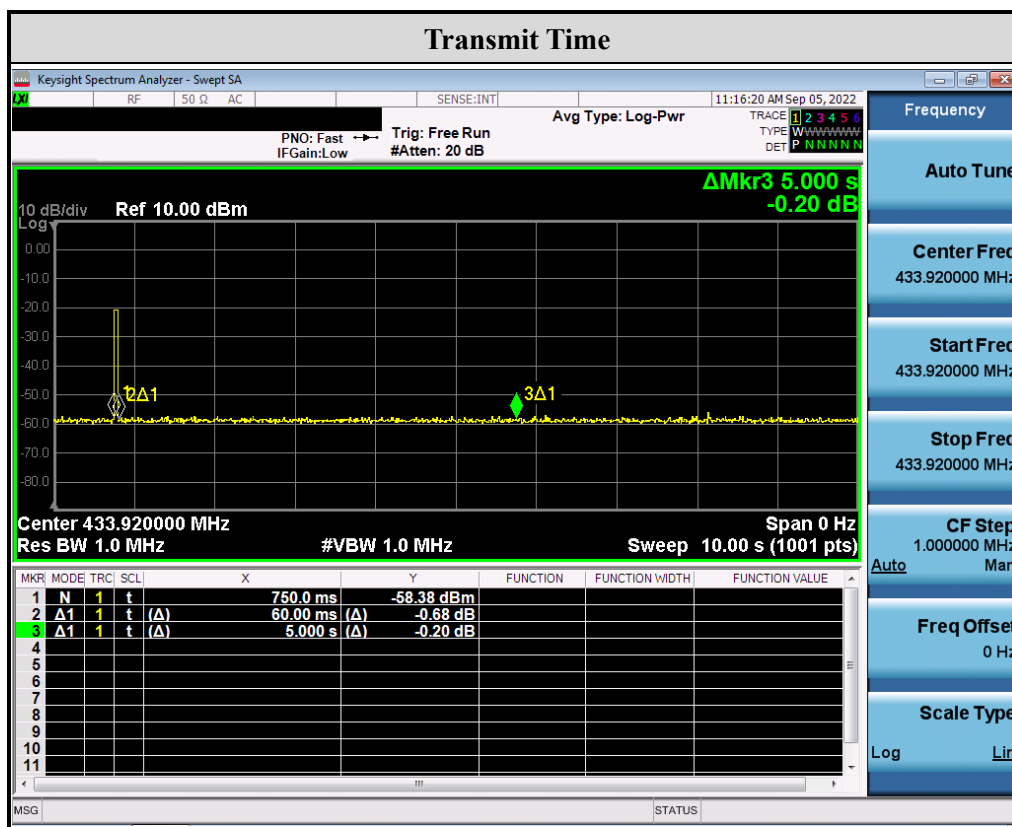 Transmit Time
Keysight Spectrum Analyzer - Swept SA
LXI RF 50 Ω AC SENSE:INT 11:16:20 AM Sep 05, 2022
Avg Type: Log-Pwr TRACE 1 2 3 4 5 6
PNO: Fast Trig: Free Run TYPE WWWWWW
IFGain:Low #Atten: 20 dB DET P N N N N N
ΔMkr3 5.000 s
-0.20 dB
10 dB/div Ref 10.00 dBm
Log
0.00
-10.0
-20.0
-30.0
-40.0
-50.0
-60.0
-70.0
-80.0
1 2Δ1
3Δ1
Center 433.920000 MHz Span 0 Hz
Res BW 1.0 MHz #VBW 1.0 MHz Sweep 10.00 s (1001 pts)
MKR MODE TRC SCL X Y FUNCTION FUNCTION WIDTH FUNCTION VALUE
1 N 1 t 750.0 ms -58.38 dBm
2 Δ1 1 t (Δ) 60.00 ms (Δ) -0.68 dB
3 Δ1 1 t (Δ) 5.000 s (Δ) -0.20 dB
4
5
6
7
8
9
10
11
MSG STATUS
Frequency
Auto Tune
Center Freq
433.920000 MHz
Start Freq
433.920000 MHz
Stop Freq
433.920000 MHz
CF Step
1.000000 MHz
Auto Man
Freq Offset
0 Hz
Scale Type
Log Lin